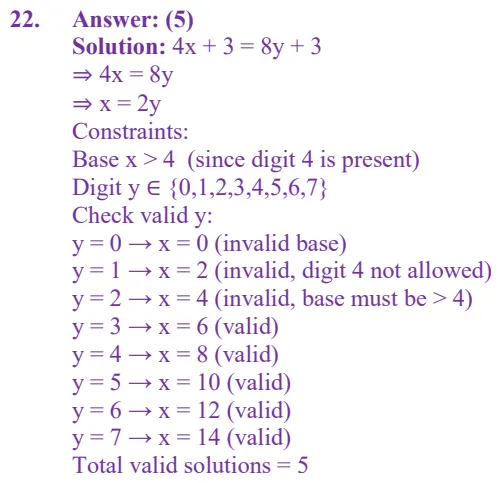 22. Answer: (5)
Solution: 4x + 3 = 8y + 3
⇒ 4x = 8y
⇒ x = 2y
Constraints:
Base x > 4 (since digit 4 is present)
Digit y ∈ {0,1,2,3,4,5,6,7}
Check valid y:
y = 0 → x = 0 (invalid base)
y = 1 → x = 2 (invalid, digit 4 not allowed)
y = 2 → x = 4 (invalid, base must be > 4)
y = 3 → x = 6 (valid)
y = 4 → x = 8 (valid)
y = 5 → x = 10 (valid)
y = 6 → x = 12 (valid)
y = 7 → x = 14 (valid)
Total valid solutions = 5